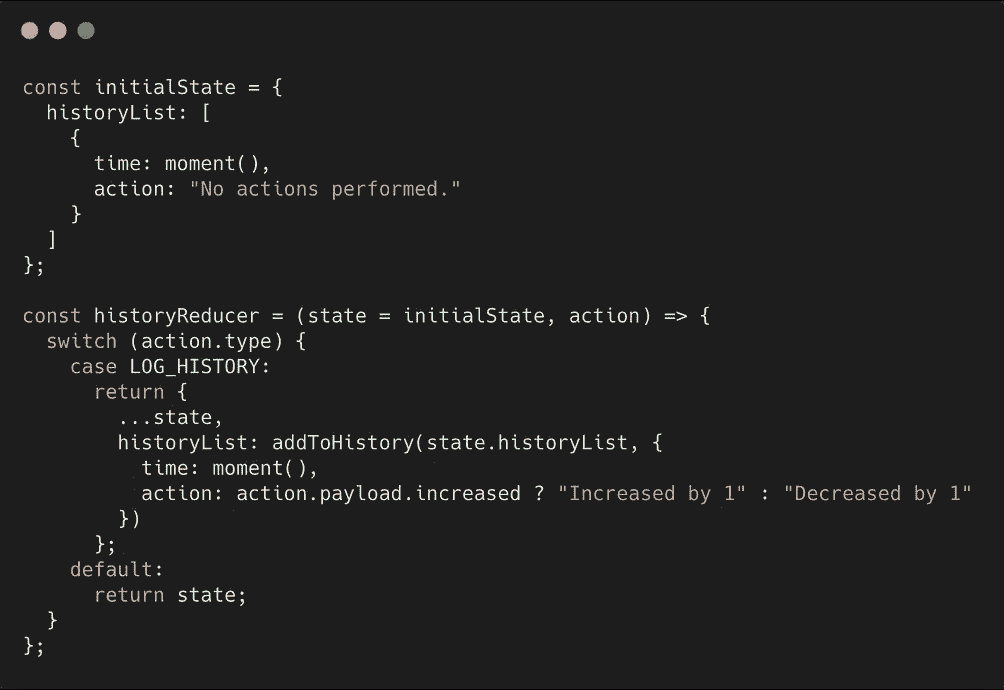 const initialState = {
  historyList: [
    {
      time: moment(),
      action: "No actions performed."
    }
  ]
};

const historyReducer = (state = initialState, action) => {
  switch (action.type) {
    case LOG_HISTORY:
      return {
        ...state,
        historyList: addToHistory(state.historyList, {
          time: moment(),
          action: action.payload.increased ? "Increased by 1" : "Decreased by 1"
        })
      };
    default:
      return state;
  }
};